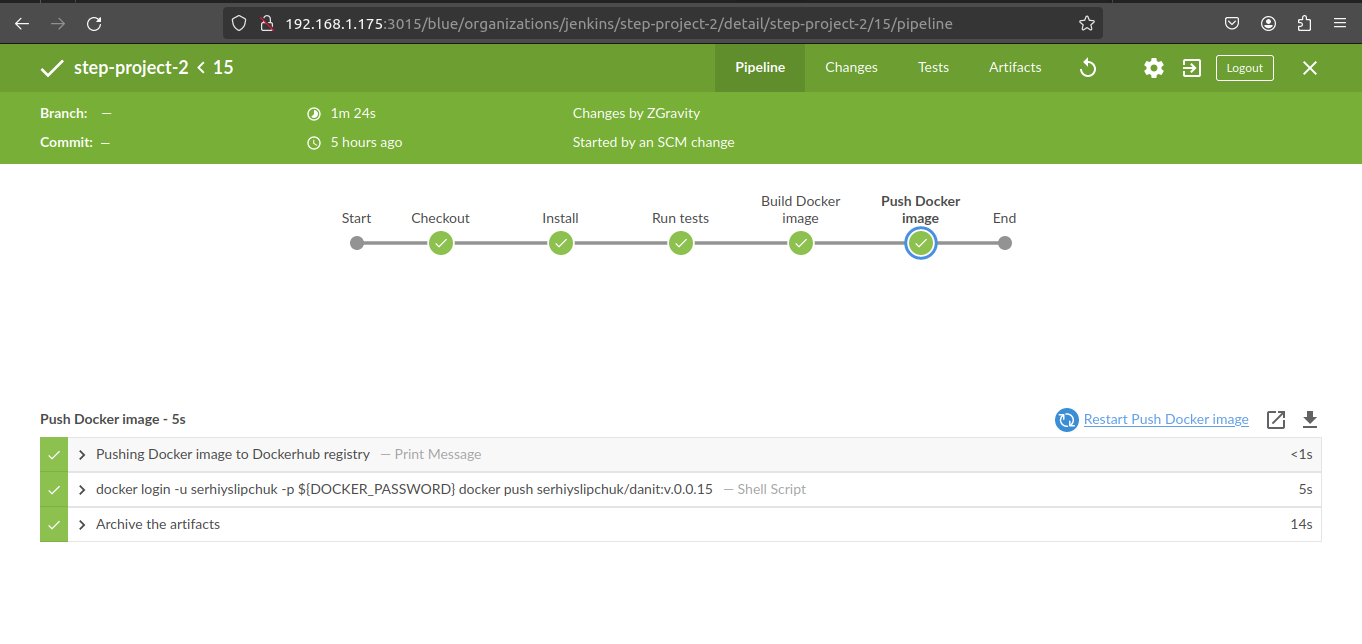 192.168.1.175:3015/blue/organizations/jenkins/step-project-2/detail/step-project-2/15/pipeline
step-project-2 < 15
Pipeline
Changes
Tests
Artifacts
Logout
Branch: —
1m 24s
Changes by ZGravity
Commit: —
5 hours ago
Started by an SCM change
Start
Checkout
Install
Run tests
Build Docker
image
Push Docker
image
End
Push Docker image - 5s
Restart Push Docker image
Pushing Docker image to Dockerhub registry — Print Message <1s
docker login -u serhiyslipchuk -p ${DOCKER_PASSWORD} docker push serhiyslipchuk/danit:v.0.0.15 — Shell Script 5s
Archive the artifacts 14s